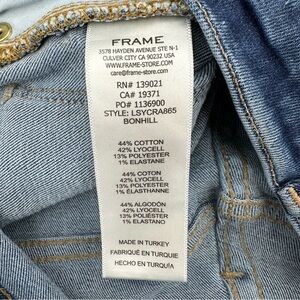 FRAME
3578 HAYDEN AVENUE STE N-1
CULVER CITY CA 90232 USA
WWW.FRAME-STORE.COM
care@frame-store.com
RN# 139021
CA# 19371
PO# 1136900
STYLE: LSYCRA865
BONHILL
44% COTTON
42% LYOCELL
13% POLYESTER
1% ELASTANE
44% COTON
42% LYOCELL
13% POLYESTER
1% ELASTHANNE
44% ALGODÓN
42% LYOCELL
13% POLIÉSTER
1% ELASTANO
MADE IN TURKEY
FABRIQUÉ EN TURQUIE
HECHO EN TURQUÍA